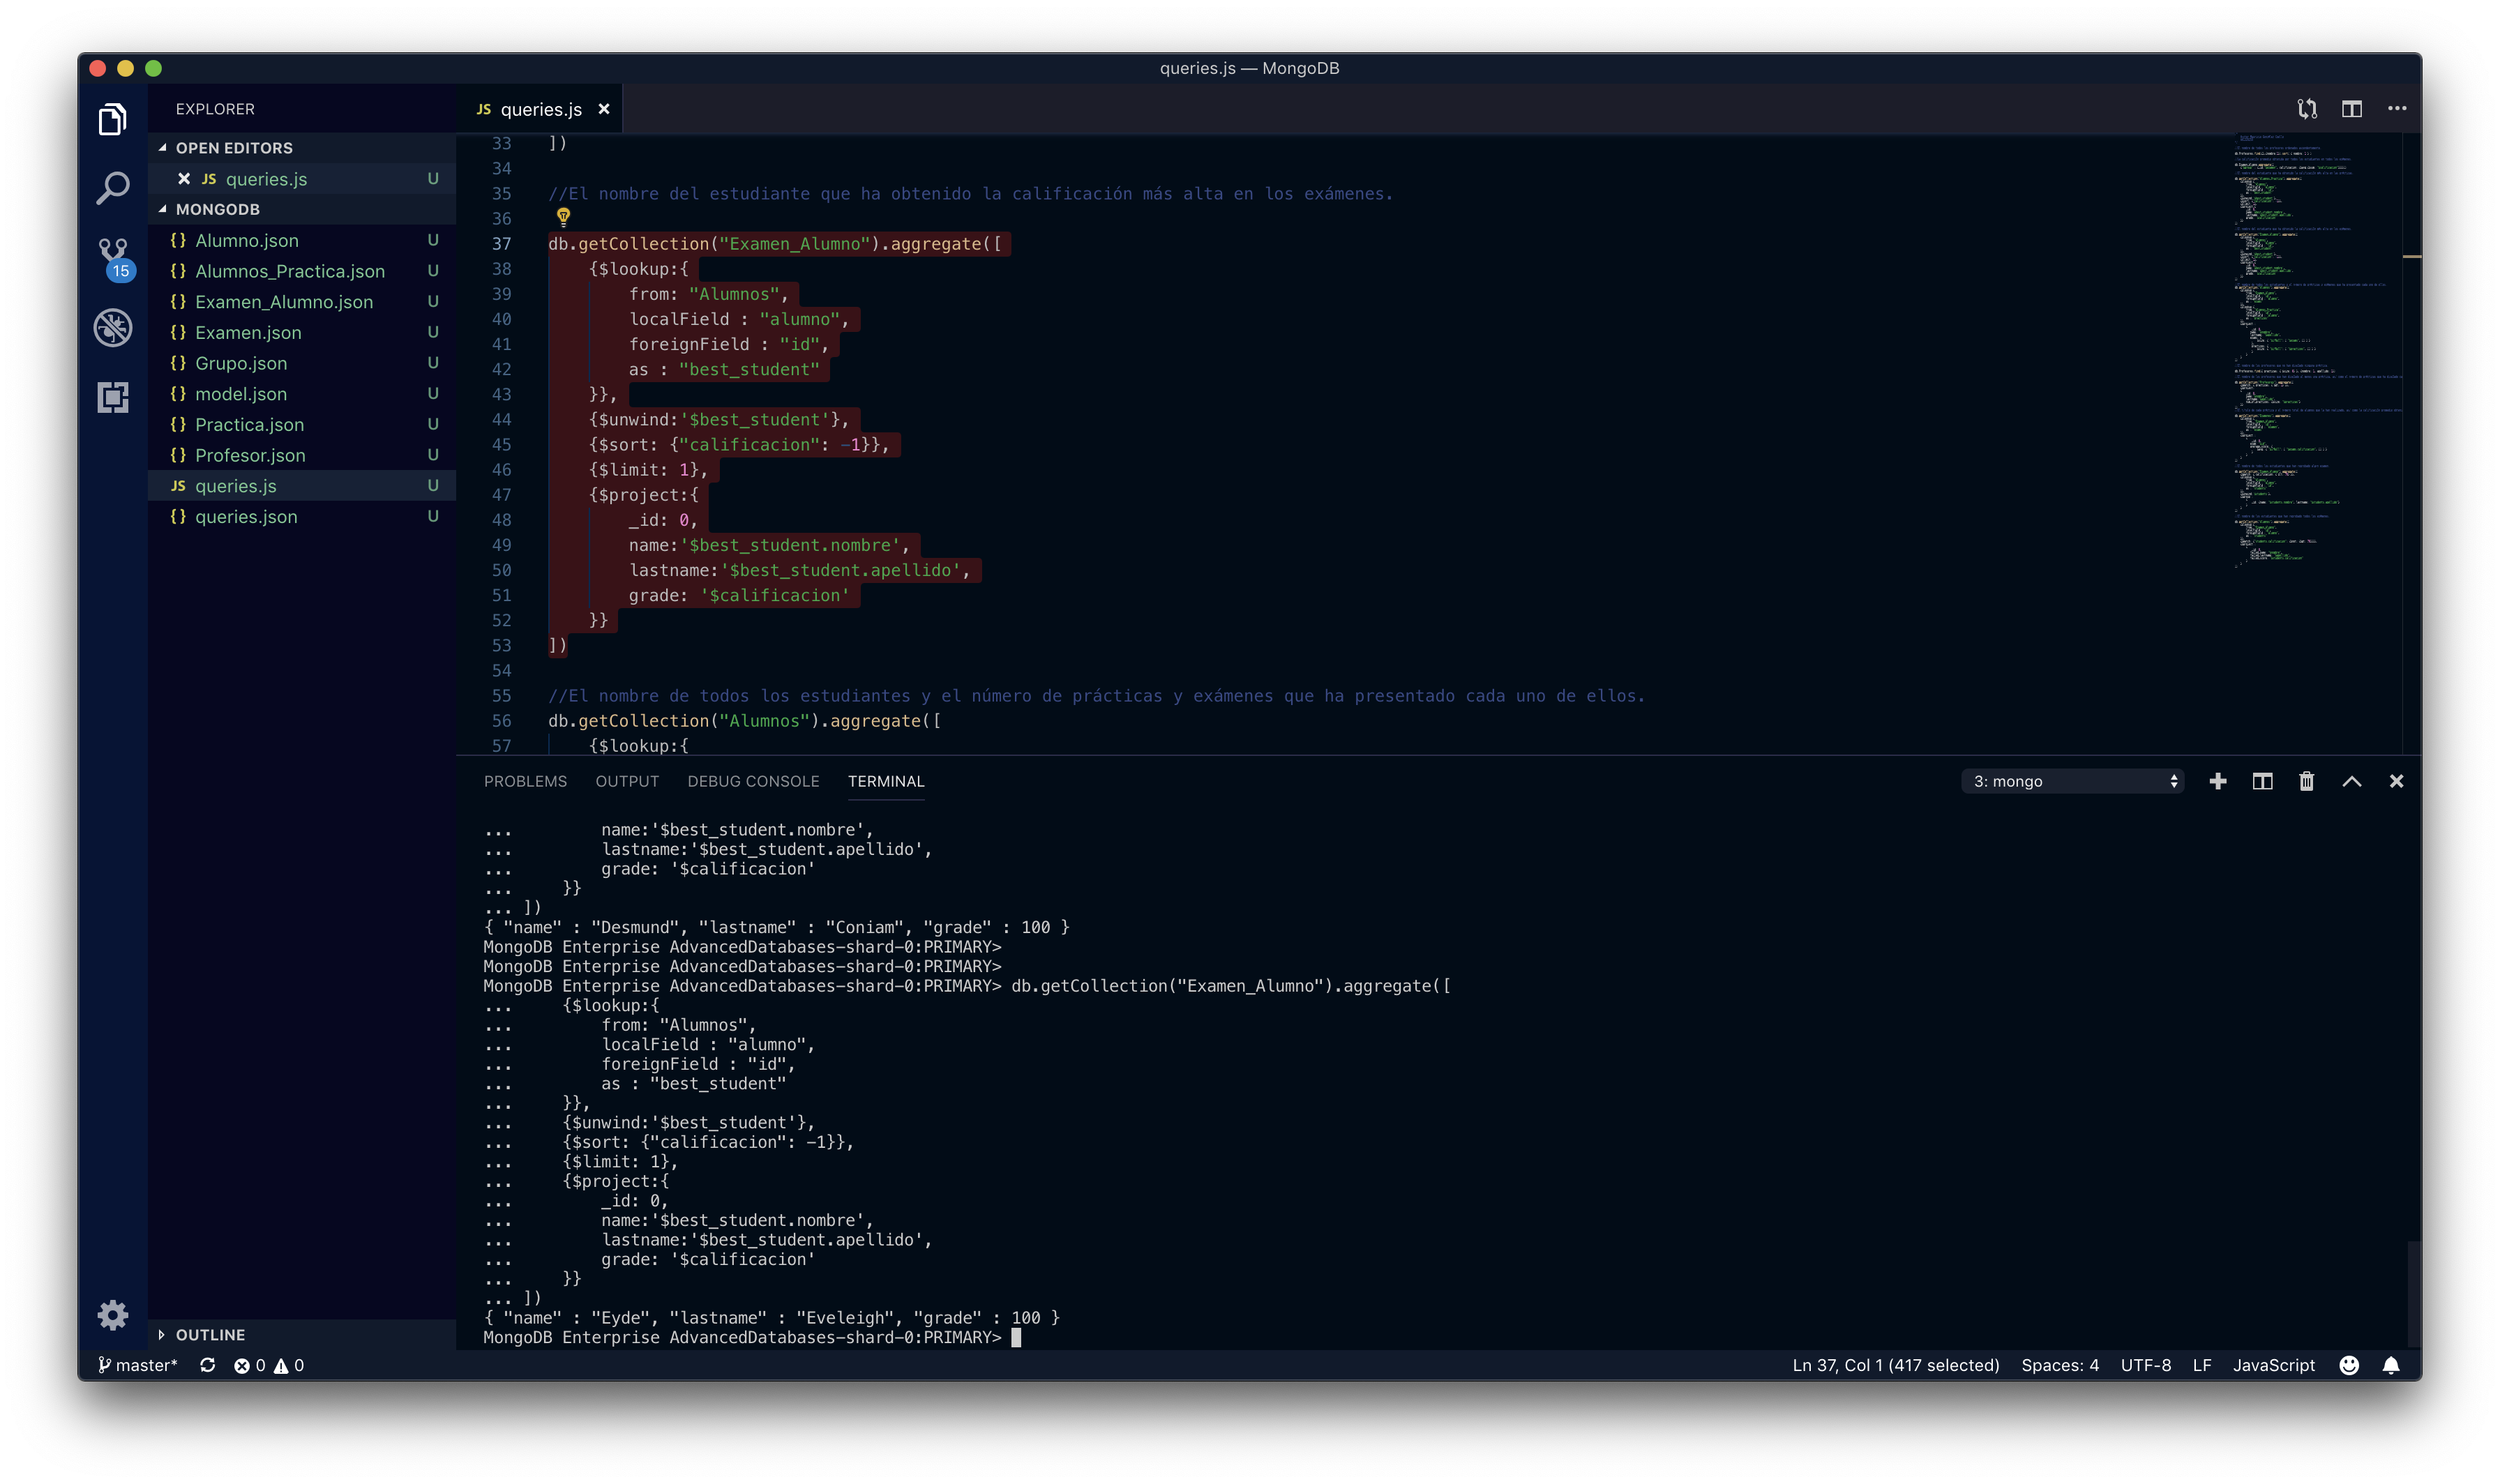 queries.js — MongoDB
EXPLORER
OPEN EDITORS
JS queries.js U
MONGODB
{} Alumno.json U
{} Alumnos_Practica.json U
{} Examen_Alumno.json U
{} Examen.json U
{} Grupo.json U
{} model.json U
{} Practica.json U
{} Profesor.json U
JS queries.js U
{} queries.json U
OUTLINE
15
JS queries.js
33 ])
34
35 //El nombre del estudiante que ha obtenido la calificación más alta en los exámenes.
36
37 db.getCollection("Examen_Alumno").aggregate([
38 {$lookup:{
39 from: "Alumnos",
40 localField : "alumno",
41 foreignField : "id",
42 as : "best_student"
43 }},
44 {$unwind:'$best_student'},
45 {$sort: {"calificacion": -1}},
46 {$limit: 1},
47 {$project:{
48 _id: 0,
49 name:'$best_student.nombre',
50 lastname:'$best_student.apellido',
51 grade: '$calificacion'
52 }}
53 ])
54
55 //El nombre de todos los estudiantes y el número de prácticas y exámenes que ha presentado cada uno de ellos.
56 db.getCollection("Alumnos").aggregate([
57 {$lookup:{
PROBLEMS OUTPUT DEBUG CONSOLE TERMINAL 3: mongo
... name:'$best_student.nombre',
... lastname:'$best_student.apellido',
... grade: '$calificacion'
... }}
... ])
{ "name" : "Desmund", "lastname" : "Coniam", "grade" : 100 }
MongoDB Enterprise AdvancedDatabases-shard-0:PRIMARY>
MongoDB Enterprise AdvancedDatabases-shard-0:PRIMARY>
MongoDB Enterprise AdvancedDatabases-shard-0:PRIMARY> db.getCollection("Examen_Alumno").aggregate([
... {$lookup:{
... from: "Alumnos",
... localField : "alumno",
... foreignField : "id",
... as : "best_student"
... }},
... {$unwind:'$best_student'},
... {$sort: {"calificacion": -1}},
... {$limit: 1},
... {$project:{
... _id: 0,
... name:'$best_student.nombre',
... lastname:'$best_student.apellido',
... grade: '$calificacion'
... }}
... ])
{ "name" : "Eyde", "lastname" : "Eveleigh", "grade" : 100 }
MongoDB Enterprise AdvancedDatabases-shard-0:PRIMARY>
master* 0 0 Ln 37, Col 1 (417 selected) Spaces: 4 UTF-8 LF JavaScript